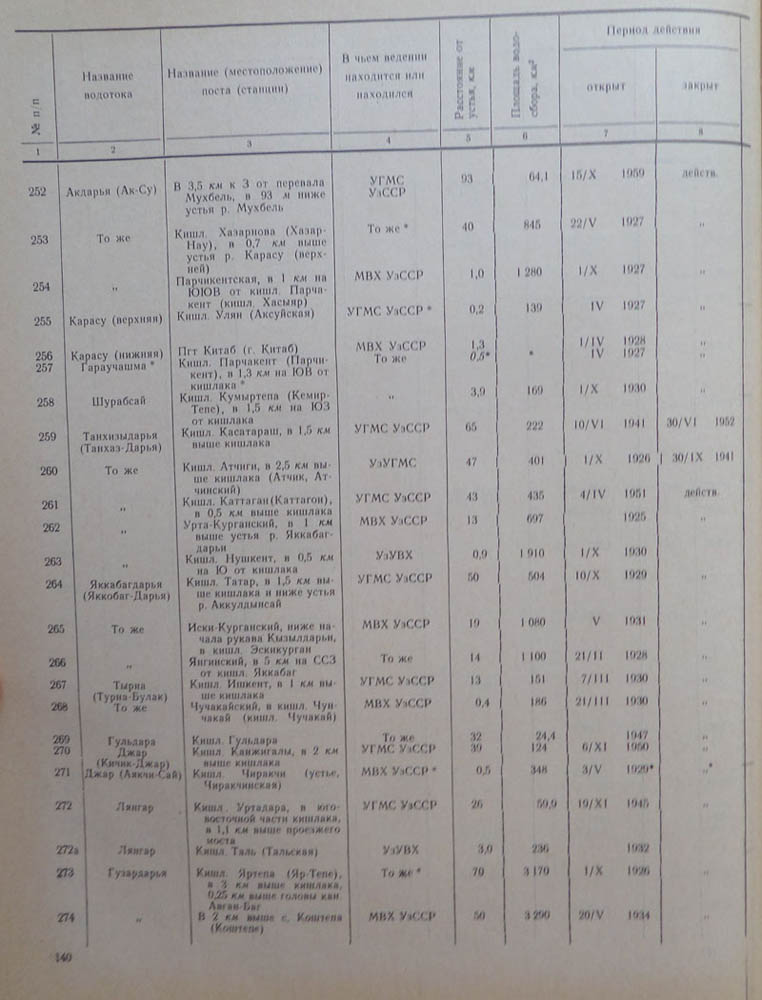 № п/п | Название водотока | Название (местоположение) поста (станции) | В чьем ведении находится или находился | Расстояние от устья, км | Площадь водосбора, км² | Период действия
открыт | закрыт
1 | 2 | 3 | 4 | 5 | 6 | 7 | 8
252 Акдарья (Ак-Су) В 3,5 км к З от перевала УГМС 93 64,1 15/X 1959 действ.
Мухбель, в 93 м ниже УзССР
устья р. Мухбель
253 То же Кишл. Хазарнова (Хазар- То же * 40 845 22/V 1927 „
Нау), в 0,7 км выше
устья р. Карасу (верх-
ней)
254 „ Парчикентская, в 1 км на МВХ УзССР 1,0 1 280 1/X 1927 „
ЮЮВ от кишл. Парча-
кент (кишл. Хасыяр)
255 Карасу (верхняя) Кишл. Улян (Аксуйская) УГМС УзССР * 0,2 139 IV 1927 „
256 Карасу (нижняя) Пгт Китаб (г. Китаб) МВХ УзССР 1,3 1/IV 1928 „
257 Гараучашма * Кишл. Парчакент (Парчи- То же 0,5* * IV 1927 „
кент), в 1,3 км на ЮВ от
кишлака *
258 Шурабсай Кишл. Кумыртепа (Кемир- „ 3,9 169 1/X 1930 „
Тепе), в 1,5 км на ЮЗ
от кишлака
259 Танхизыдарья Кишл. Касатараш, в 1,5 км УГМС УзССР 65 222 10/VI 1941 30/VI 1952
(Танхаз-Дарья) выше кишлака
260 То же Кишл. Атчиги, в 2,5 км вы- УзУГМС 47 401 1/X 1926 30/IX 1941
ше кишлака (Атчик, Ат-
чинский)
261 „ Кишл. Каттаган (Каттагон), УГМС УзССР 43 435 4/IV 1951 действ.
в 0,5 км выше кишлака
262 „ Урта-Курганский, в 1 км МВХ УзССР 13 697 1925 „
выше устья р. Яккабаг-
дарьи
263 „ Кишл. Нушкент, в 0,5 км УзУВХ 0,9 1 910 1/X 1930 „
на Ю от кишлака
264 Яккабагдарья Кишл. Татар, в 1,5 км вы- УГМС УзССР 50 504 10/X 1929 „
(Яккобаг-Дарья) ше кишлака и ниже устья
р. Аккулдынсай
265 То же Иски-Курганский, ниже на- МВХ УзССР 19 1 080 V 1931 „
чала рукава Кызылдарьи,
в кишл. Эскикурган
266 „ Янгинский, в 5 км на ССЗ То же 14 1 100 21/II 1928 „
от кишл. Яккабаг
267 Тырна Кишл. Ишкент, в 1 км вы- УГМС УзССР 13 151 7/III 1930 „
(Турна-Булак) ше кишлака
268 То же Чучакайский, в кишл. Чун- МВХ УзССР 0,4 186 21/III 1930 „
чакай (кишл. Чучакай)
269 Гульдара Кишл. Гульдара То же 32 24,4 1947 „
270 Джар Кишл. Канжигалы, в 2 км УГМС УзССР 39 124 6/XI 1950 „
(Кичик-Джар) выше кишлака
271 Джар (Аякчи-Сай) Кишл. Чиракчи (устье, МВХ УзССР * 0,5 348 3/V 1929* „*
Чиракчинская)
272 Лянгар Кишл. Уртадара, в юго- УГМС УзССР 26 59,9 19/XI 1945 „
восточной части кишлака,
в 1,1 км выше проезжего
моста
272а Лянгар Кишл. Таль (Тальская) УзУВХ 3,0 236 1932 „
273 Гузардарья Кишл. Яртепа (Яр-Тепе), То же * 70 3 170 1/X 1926 „
в 3 км выше кишлака,
0,25 км выше головы кан.
Авган-Баг
274 „ В 2 км выше с. Коштепа МВХ УзССР 50 3 290 20/V 1934 „
(Коштепе)
140